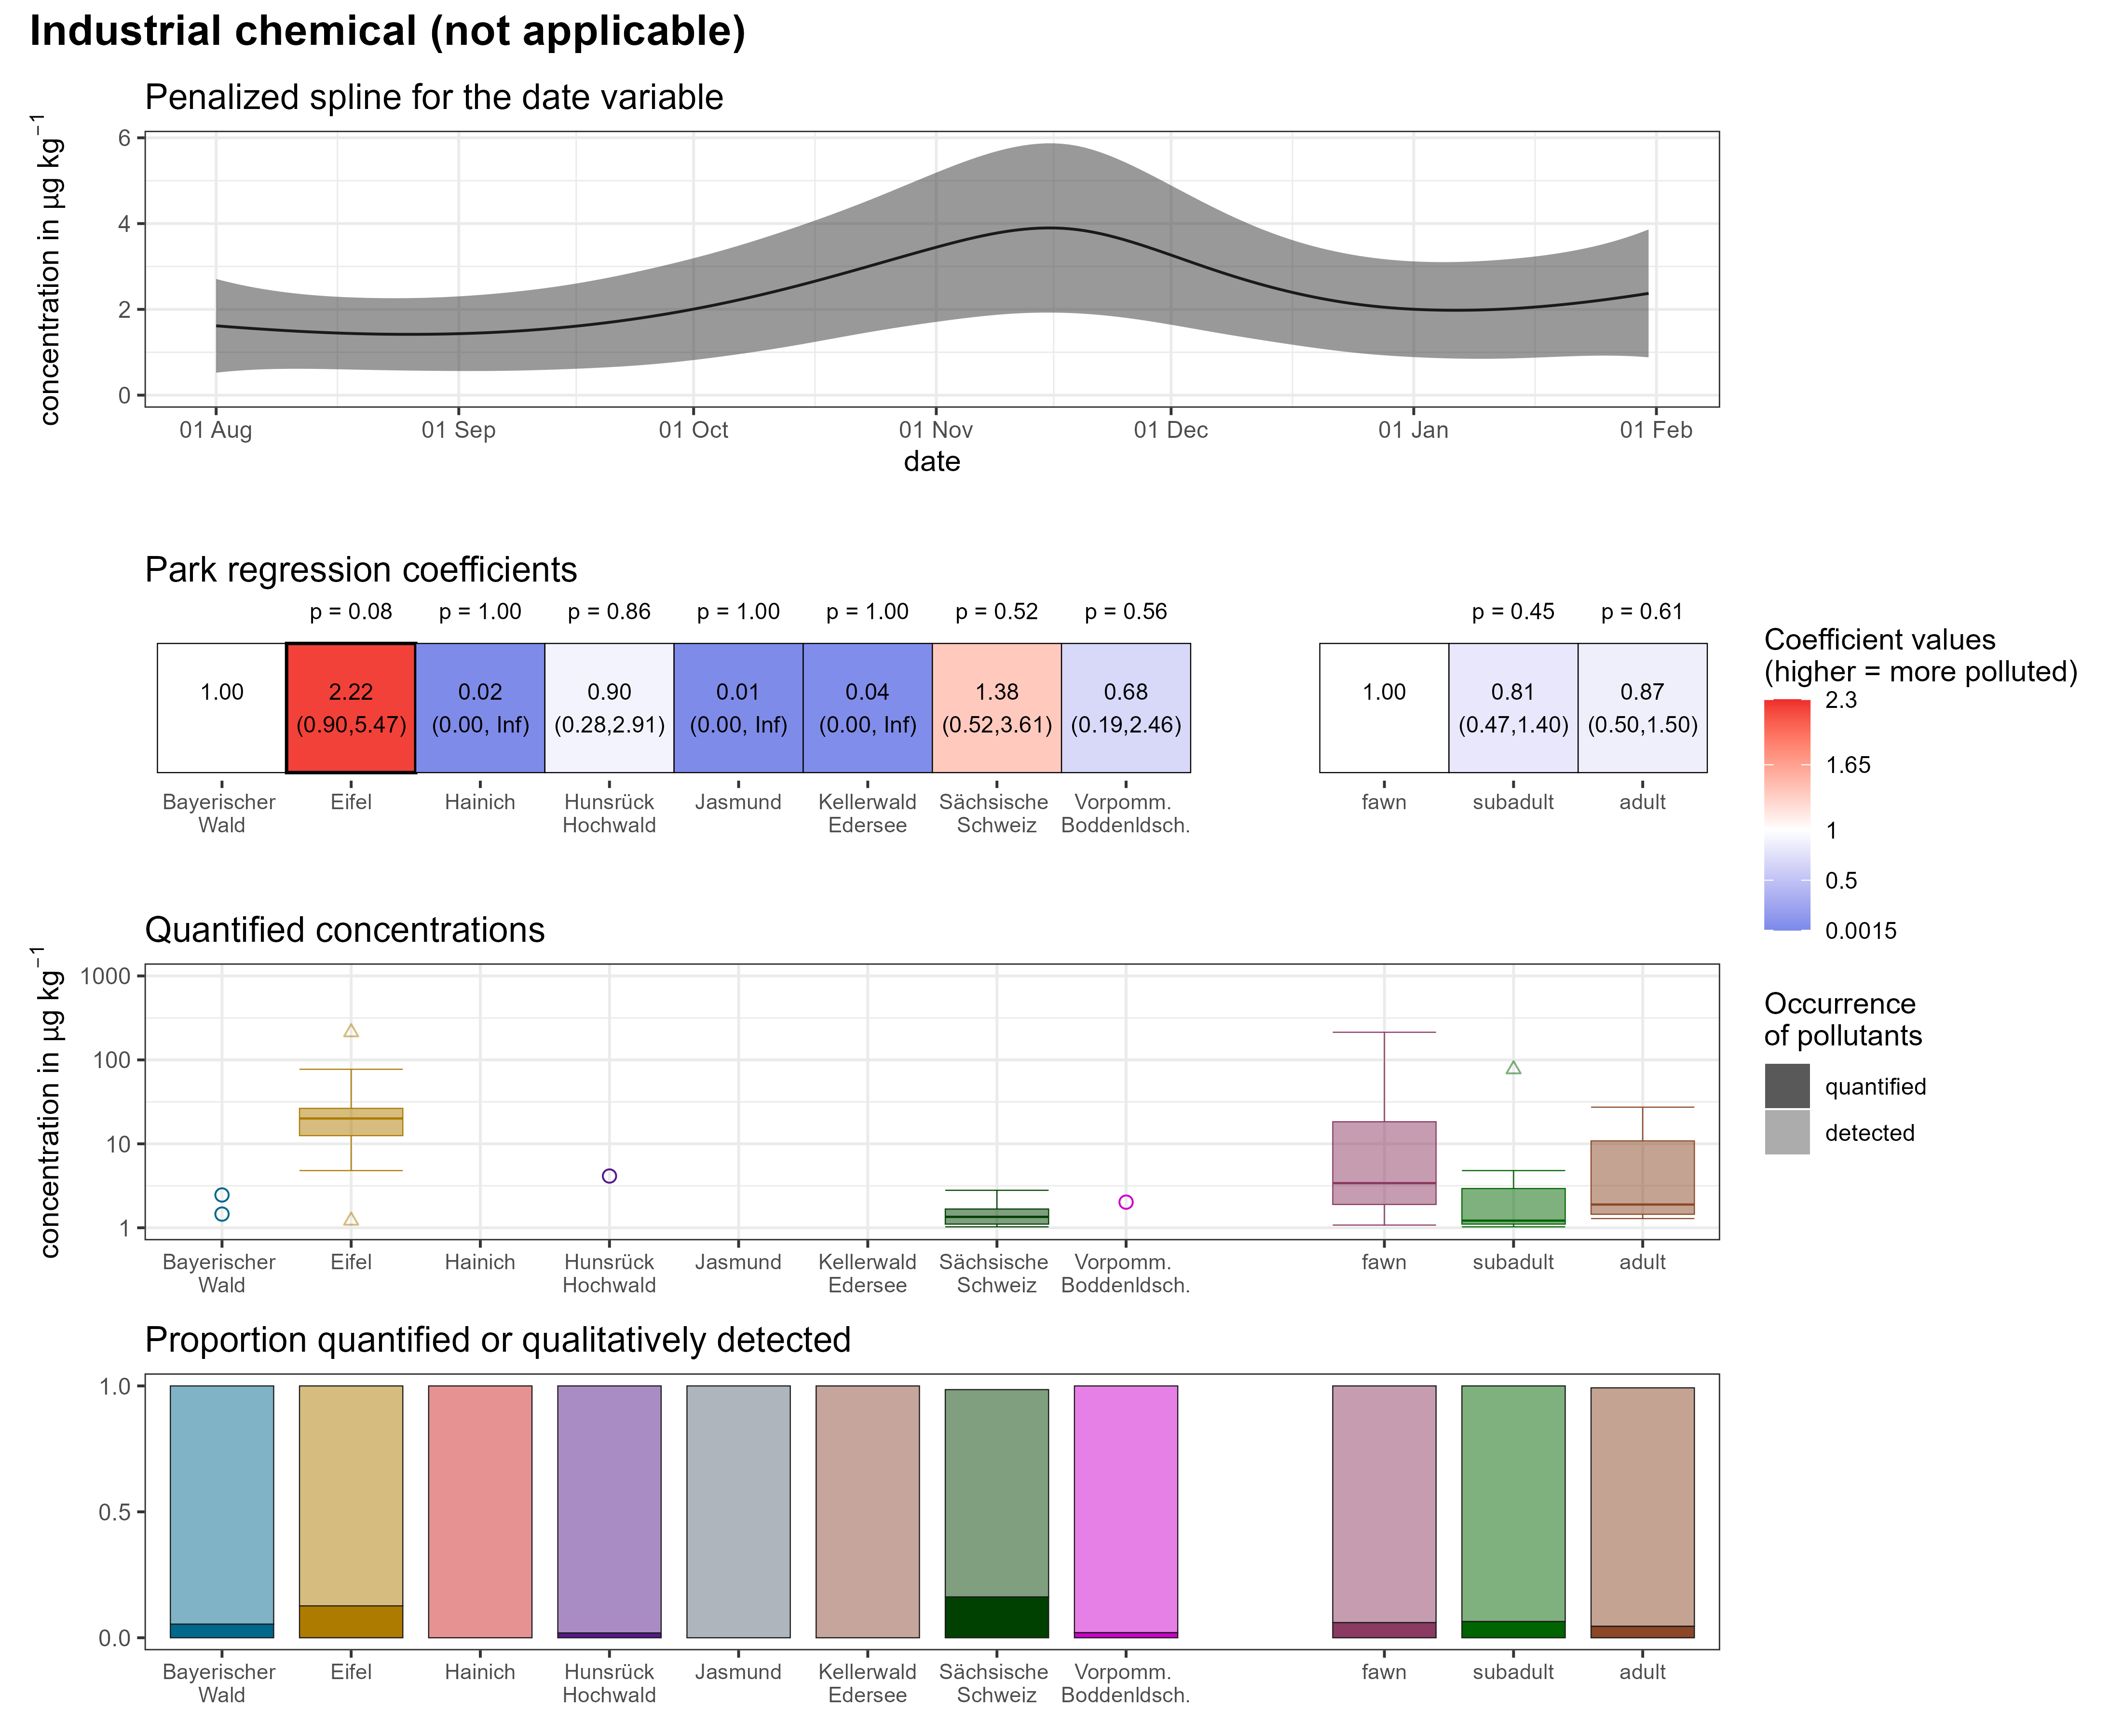 Industrial chemical (not applicable)
Penalized spline for the date variable
concentration in µg kg⁻¹
6
4
2
0
01 Aug 01 Sep 01 Oct 01 Nov 01 Dec 01 Jan 01 Feb
date
Park regression coefficients
p = 0.08 p = 1.00 p = 0.86 p = 1.00 p = 1.00 p = 0.52 p = 0.56 p = 0.45 p = 0.61
1.00 2.22 0.02 0.90 0.01 0.04 1.38 0.68 1.00 0.81 0.87
(0.90,5.47) (0.00, Inf) (0.28,2.91) (0.00, Inf) (0.00, Inf) (0.52,3.61) (0.19,2.46) (0.47,1.40) (0.50,1.50)
Bayerischer Eifel Hainich Hunsrück Jasmund Kellerwald Sächsische Vorpomm. fawn subadult adult
Wald Hochwald Edersee Schweiz Boddenldsch.
Coefficient values
(higher = more polluted)
2.3
1.65
1
0.5
0.0015
Quantified concentrations
concentration in µg kg⁻¹
1000
100
10
1
Bayerischer Eifel Hainich Hunsrück Jasmund Kellerwald Sächsische Vorpomm. fawn subadult adult
Wald Hochwald Edersee Schweiz Boddenldsch.
Occurrence
of pollutants
quantified
detected
Proportion quantified or qualitatively detected
1.0
0.5
0.0
Bayerischer Eifel Hainich Hunsrück Jasmund Kellerwald Sächsische Vorpomm. fawn subadult adult
Wald Hochwald Edersee Schweiz Boddenldsch.